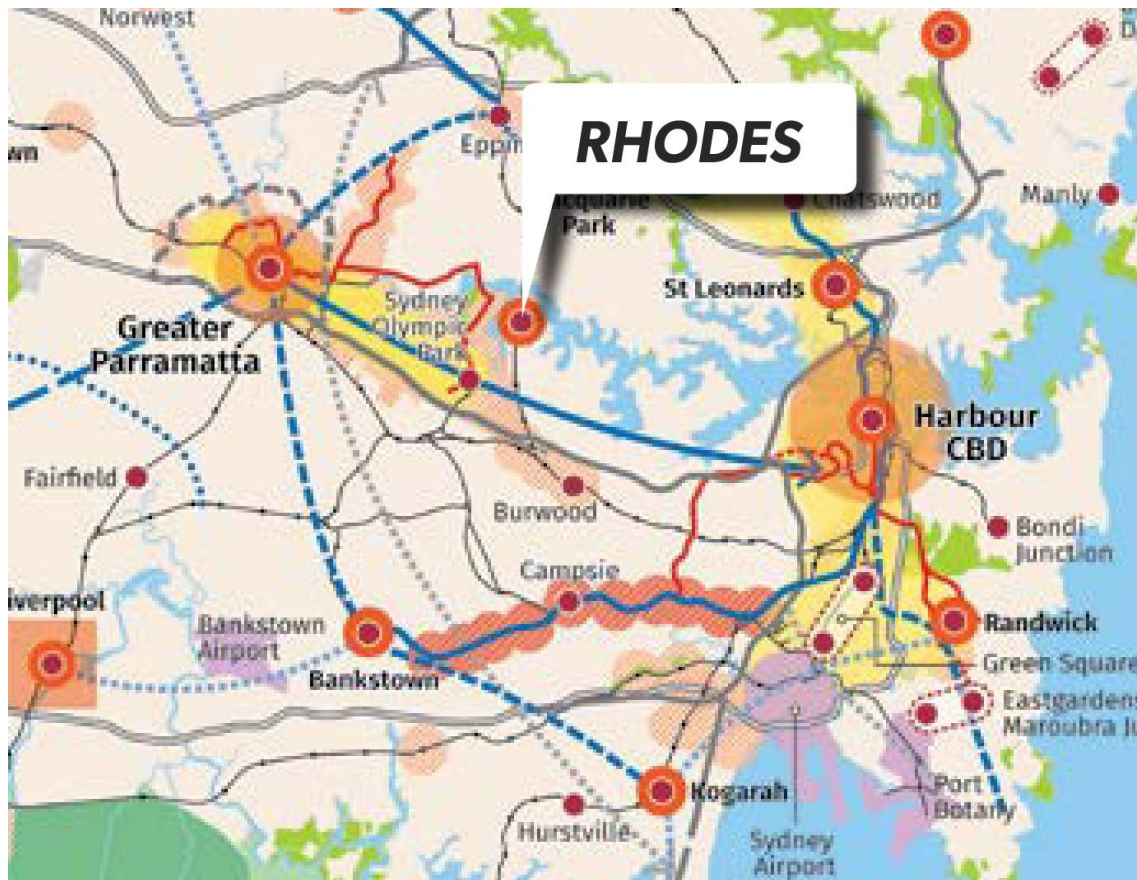 Norwest
RHODES
Manly
Chatswood
Park
St Leonards
Sydney
Olympic
Park
Greater
Parramatta
Harbour
CBD
Fairfield
Burwood
Bondi
Junction
Campsie
Bankstown
Airport
Bankstown
Randwick
Green Square
Kogarah
Hurstville
Port
Botany
Sydney
Airport